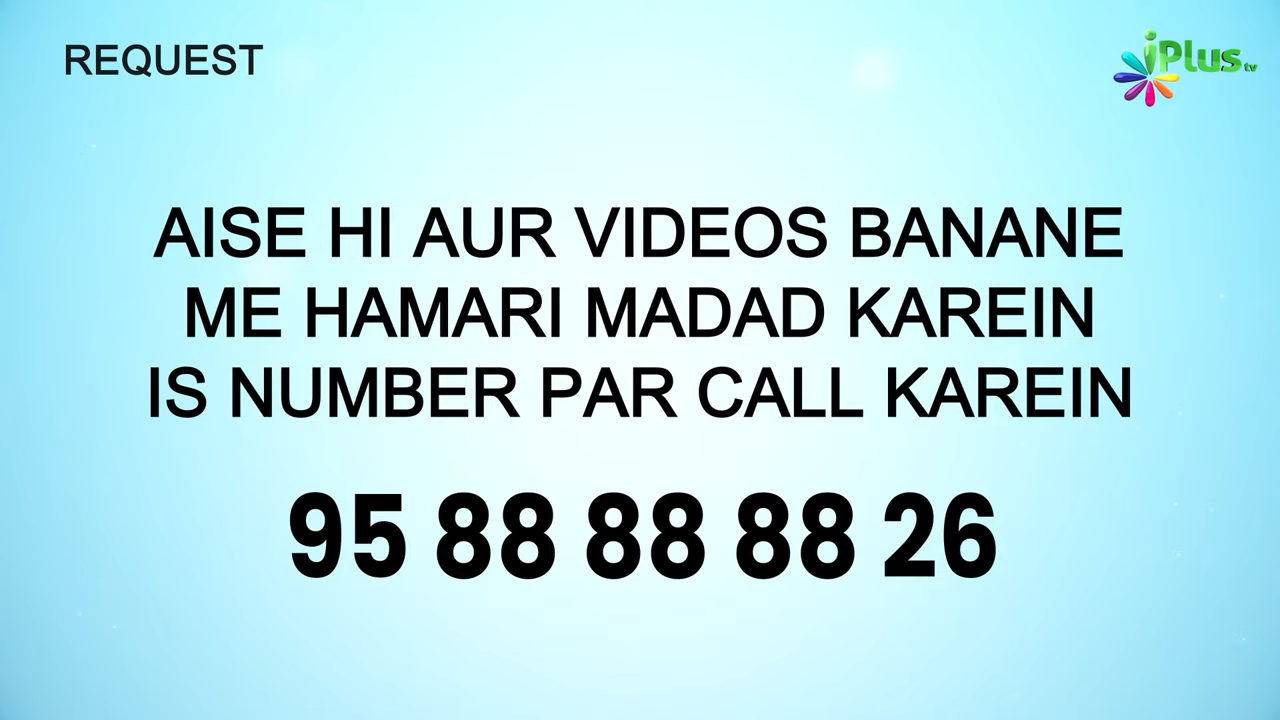 REQUEST
iPlus tv
AISE HI AUR VIDEOS BANANE
ME HAMARI MADAD KAREIN
IS NUMBER PAR CALL KAREIN
95 88 88 88 26